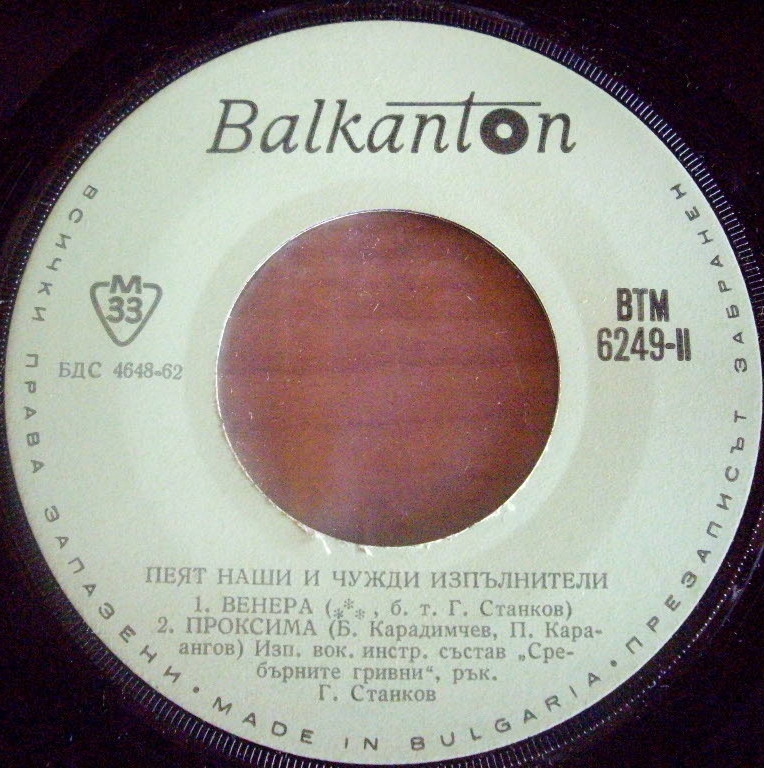 Balkanton
ВСИЧКИ ПРАВА ЗАПАЗЕНИ • MADE IN BULGARIA • ПРЕЗАПИСЪТ ЗАБРАНЕН
М
33
БДС 4648-62
ВТМ
6249-II
ПЕЯТ НАШИ И ЧУЖДИ ИЗПЪЛНИТЕЛИ
1. ВЕНЕРА (***, б. т. Г. Станков)
2. ПРОКСИМА (Б. Карадимчев, П. Кара-
ангов) Изп. вок. инстр. състав „Сре-
бърните гривни“, рък.
Г. Станков